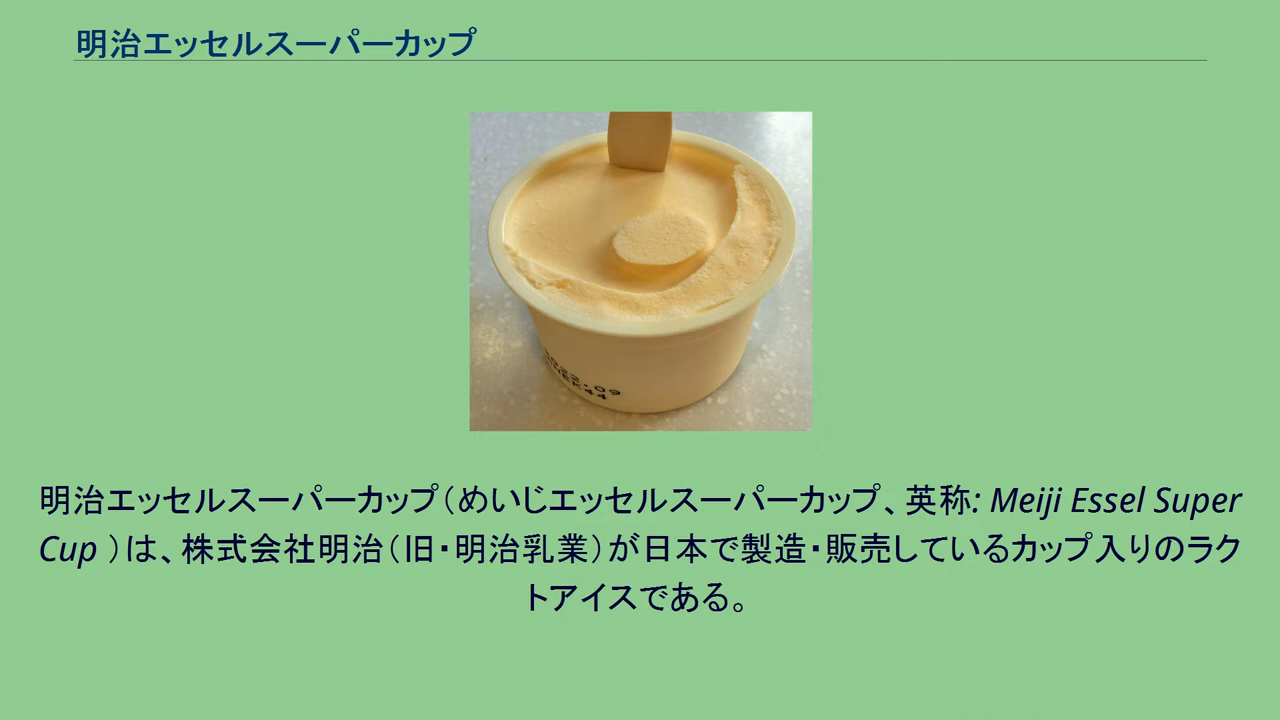 明治エッセルスーパーカップ
明治エッセルスーパーカップ（めいじエッセルスーパーカップ、英称: Meiji Essel Super
Cup ）は、株式会社明治（旧・明治乳業）が日本で製造・販売しているカップ入りのラク
トアイスである。